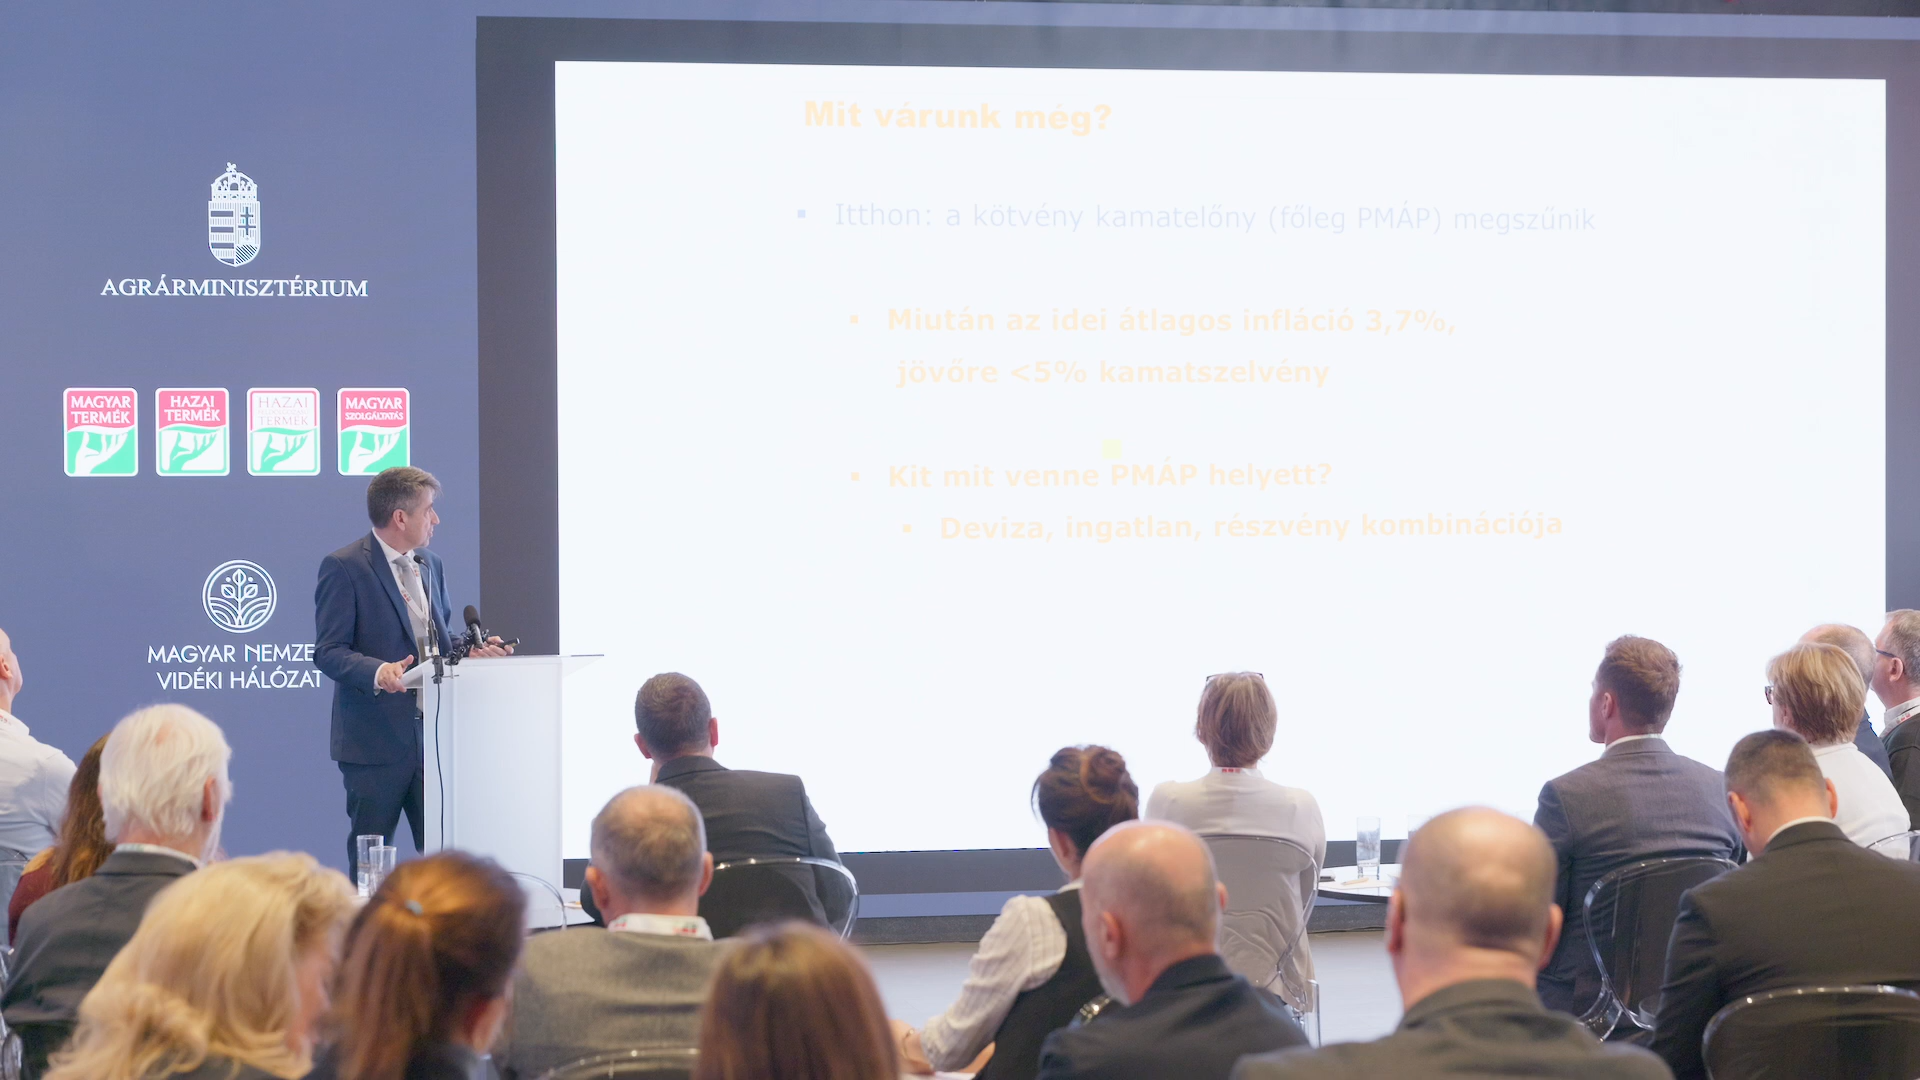 Mit várunk még?
Itthon: a kötvény kamatelőny (főleg PMÁP) megszűnik
Miután az idei átlagos infláció 3,7%,
jövőre <5% kamatszelvény
Kit mit venne PMÁP helyett?
Deviza, ingatlan, részvény kombinációja
AGRÁRMINISZTÉRIUM
MAGYAR
TERMÉK
HAZAI
TERMÉK
HAZAI
TERMÉK
MAGYAR
SZOLGÁLTATÁS
MAGYAR NEMZE
VIDÉKI HÁLÓZAT